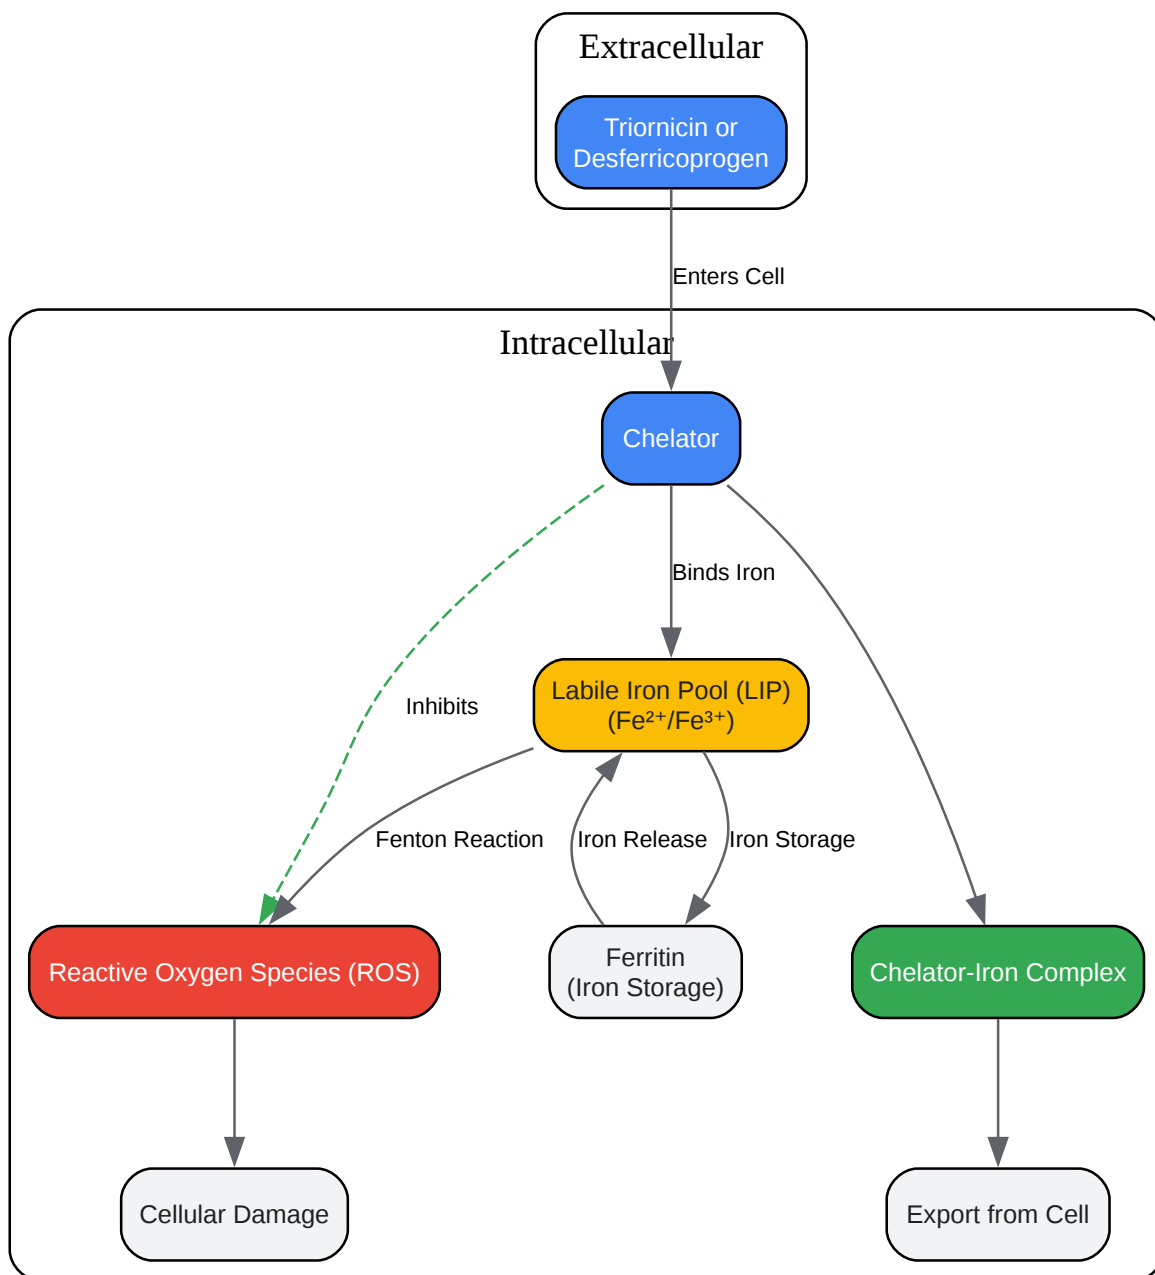 Extracellular
Triornicin or
Desferricoprogen
Enters Cell
Intracellular
Chelator
Binds Iron
Labile Iron Pool (LIP)
(Fe²⁺/Fe³⁺)
Inhibits
Fenton Reaction
Iron Release
Iron Storage
Reactive Oxygen Species (ROS)
Ferritin
(Iron Storage)
Chelator-Iron Complex
Cellular Damage
Export from Cell